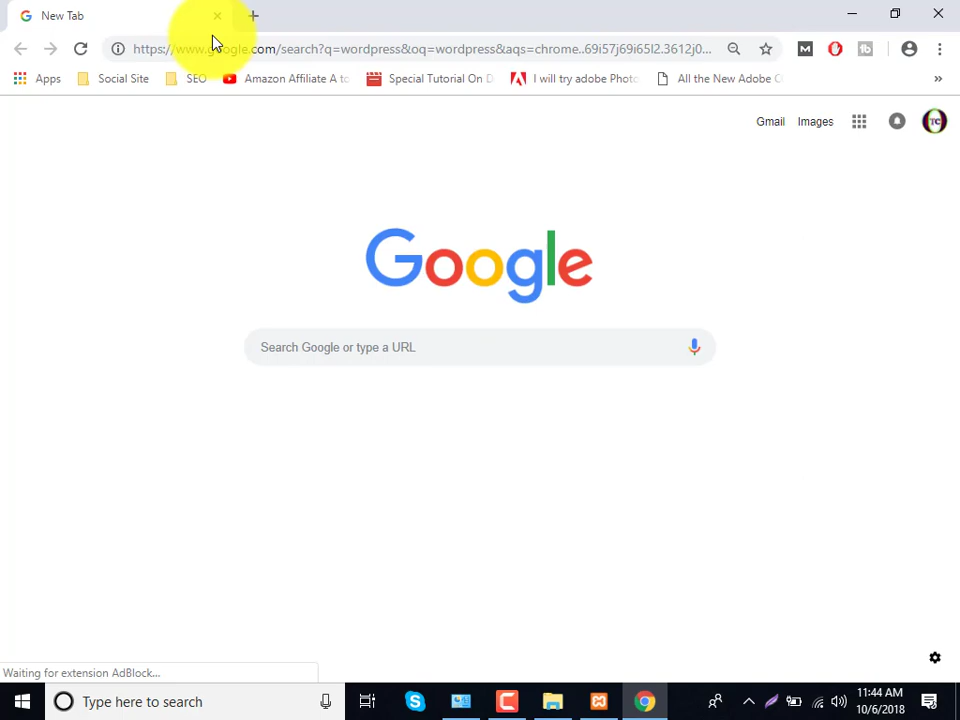 New Tab
https://www.google.com/search?q=wordpress&oq=wordpress&aqs=chrome..69i57j69i65l2.3612j0...
Apps Social Site SEO Amazon Affiliate A to Special Tutorial On D I will try adobe Photo All the New Adobe C »
Gmail Images
TC
Google
Search Google or type a URL
Waiting for extension AdBlock...
Type here to search
11:44 AM
10/6/2018